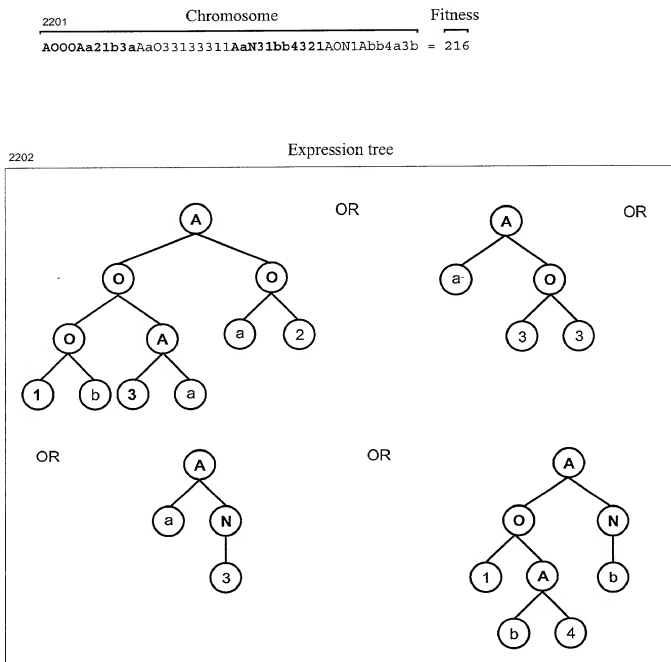 2201 Chromosome Fitness
AOOOAa21b3aAaO33133311AaN31bb4321AON1Abb4a3b = 216
2202 Expression tree
A OR A OR
O O a O
O A a 2 3 3
1 b 3 a
OR A OR A
a N O N
3 1 A b
b 4